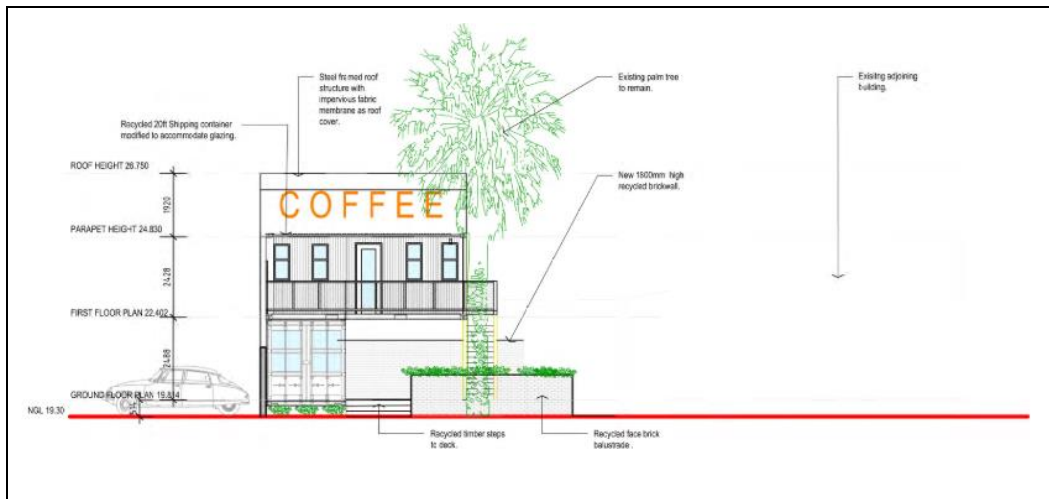 Steel framed roof
structure with
impervious fabric
membrane as roof
cover.
Existing palm tree
to remain.
Exisitng adjoining
building.
Recycled 20ft Shipping container
modified to accommodate glazing.
ROOF HEIGHT 26.750
New 1800mm high
recycled brickwall.
1920
COFFEE
PARAPET HEIGHT 24.830
2428
FIRST FLOOR PLAN 22.402
2488
GROUND FLOOR PLAN 19.814
NGL 19.30
Recycled timber steps
to deck.
Recycled face brick
balustrade .